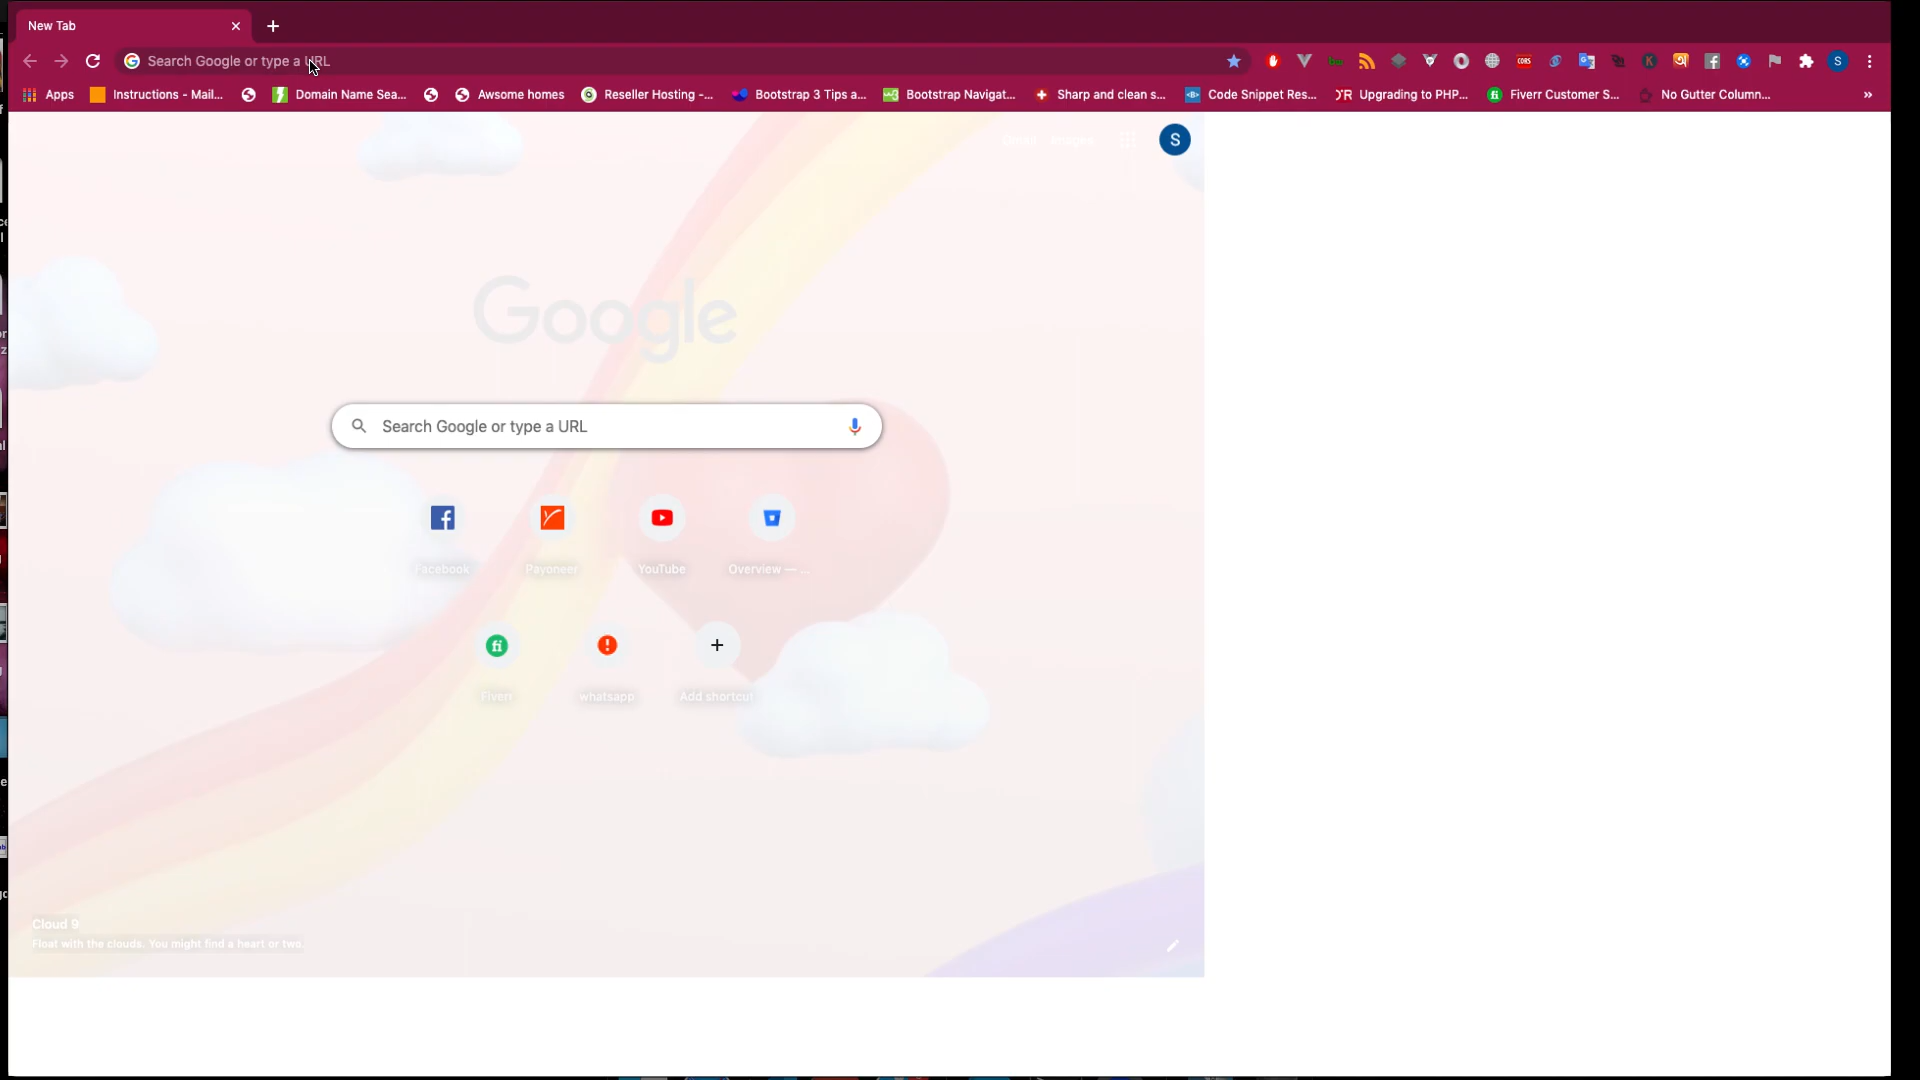 New Tab
Search Google or type a URL
Apps Instructions - Mail... Domain Name Sea... Awsome homes Reseller Hosting -... Bootstrap 3 Tips a... Bootstrap Navigat... Sharp and clean s... Code Snippet Res... Upgrading to PHP... Fiverr Customer S... No Gutter Column... »
S
Google
Search Google or type a URL
Facebook Payoneer YouTube Overview — ...
Fiverr whatsapp Add shortcut
Cloud 9
Float with the clouds. You might find a heart or two.